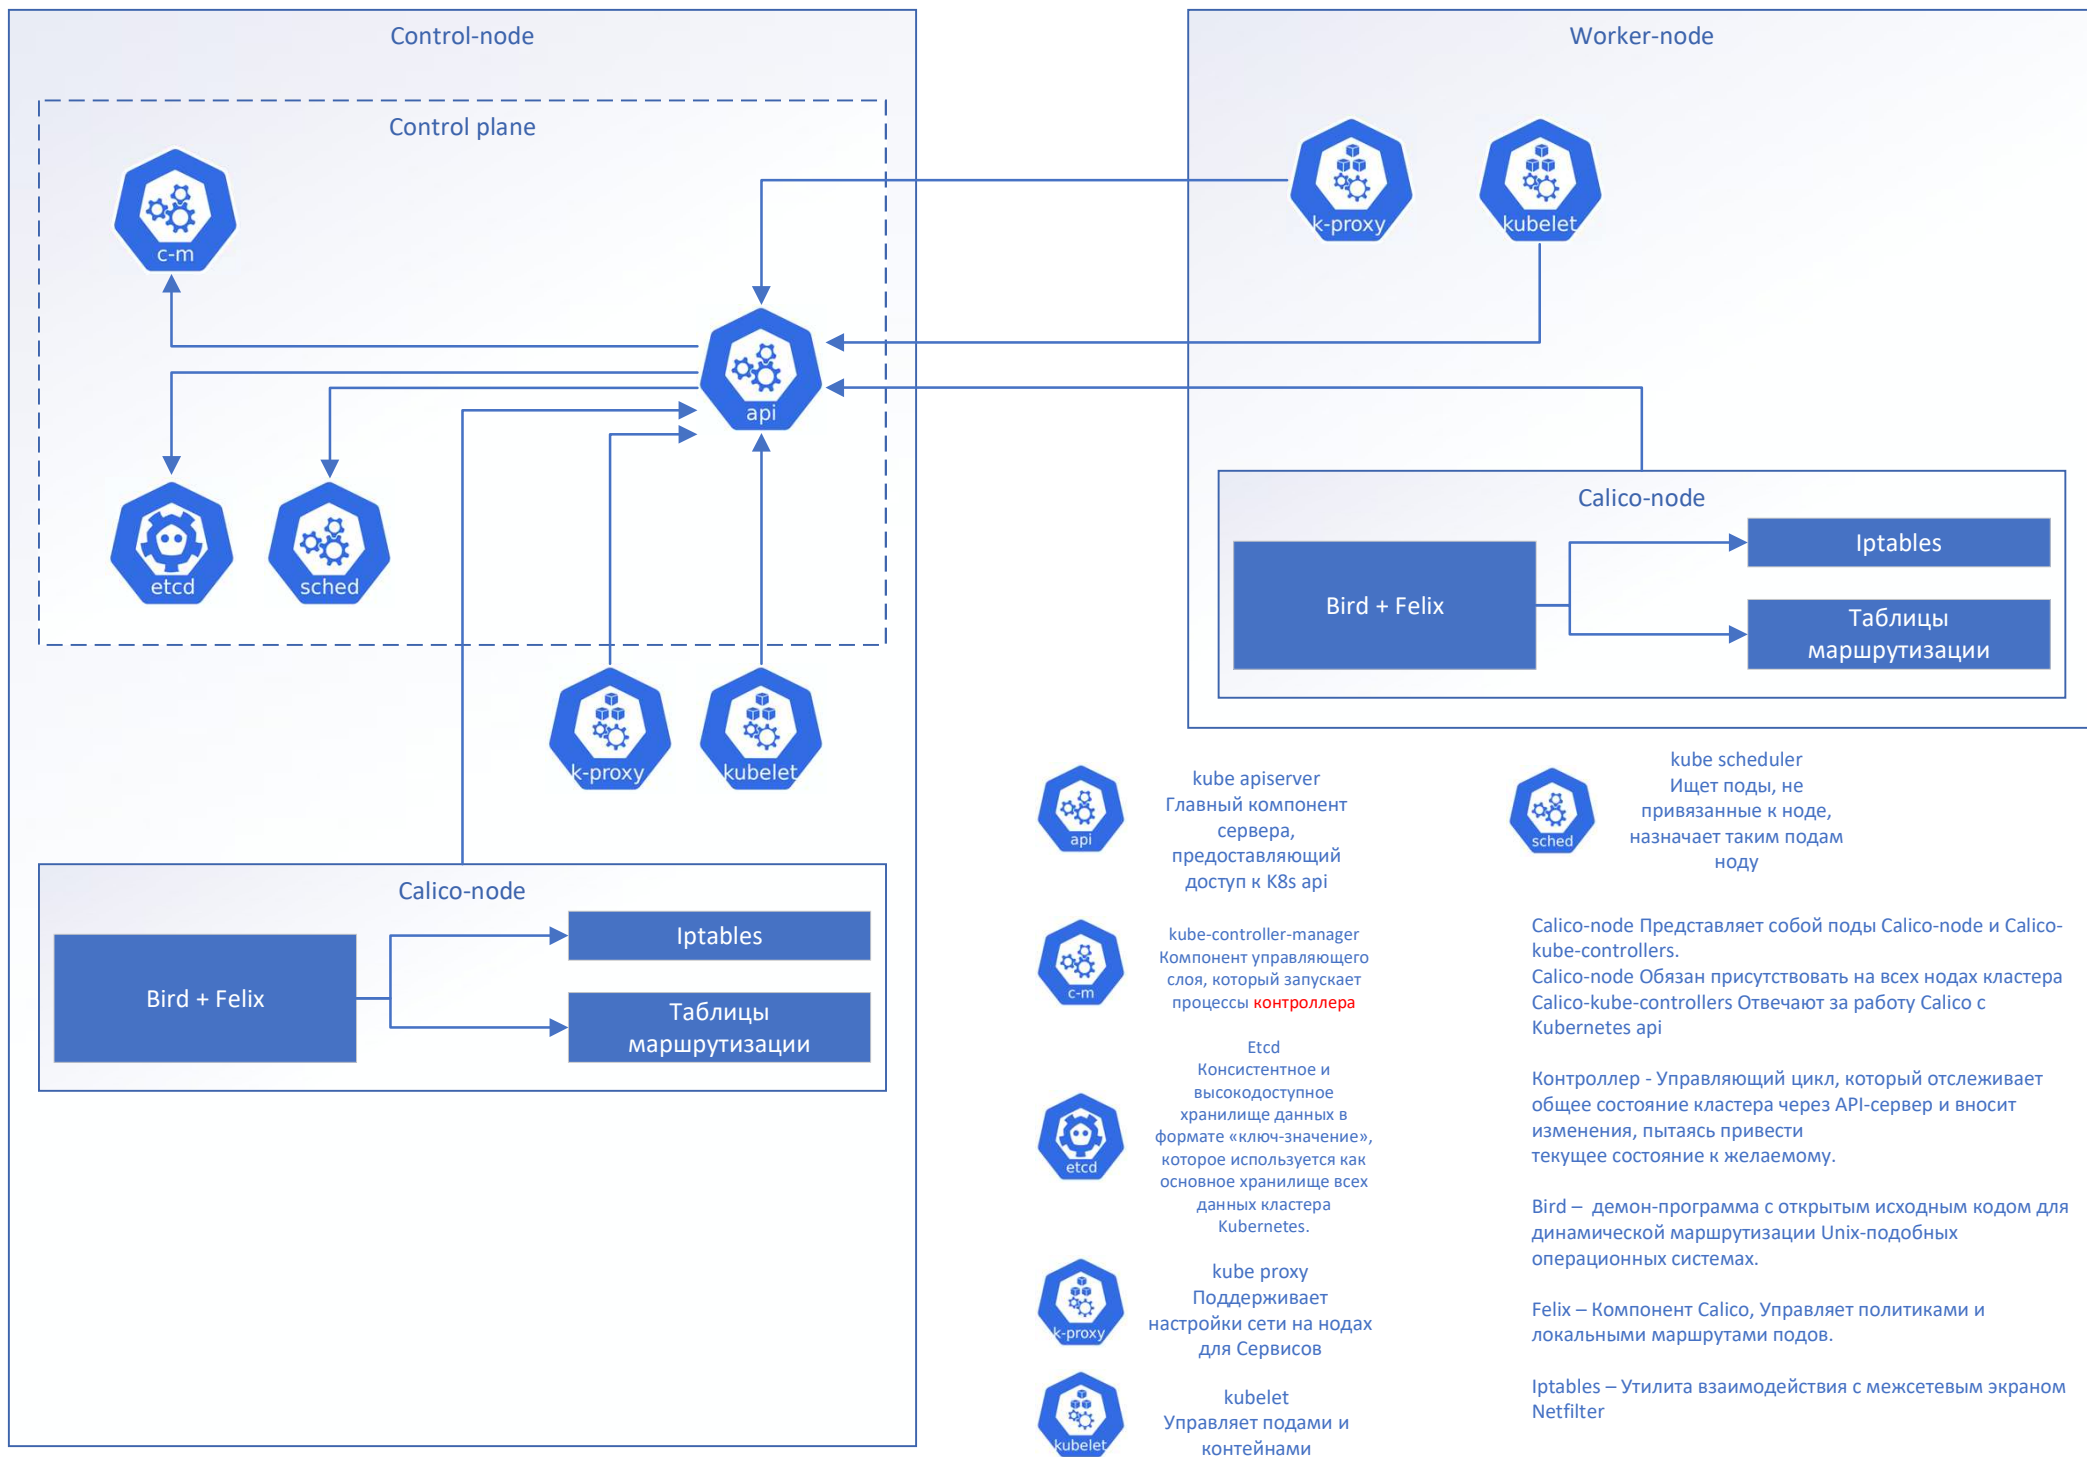 Control-node
Control plane
c-m
api
etcd
sched
k-proxy
kubelet
Calico-node
Bird + Felix
Iptables
Таблицы
маршрутизации
Worker-node
k-proxy
kubelet
Calico-node
Bird + Felix
Iptables
Таблицы
маршрутизации
api
kube apiserver
Главный компонент
сервера,
предоставляющий
доступ к K8s api
c-m
kube-controller-manager
Компонент управляющего
слоя, который запускает
процессы контроллера
etcd
Etcd
Консистентное и
высокодоступное
хранилище данных в
формате «ключ-значение»,
которое используется как
основное хранилище всех
данных кластера
Kubernetes.
k-proxy
kube proxy
Поддерживает
настройки сети на нодах
для Сервисов
kubelet
kubelet
Управляет подами и
контейнами
sched
kube scheduler
Ищет поды, не
привязанные к ноде,
назначает таким подам
ноду
Calico-node Представляет собой поды Calico-node и Calico-
kube-controllers.
Calico-node Обязан присутствовать на всех нодах кластера
Calico-kube-controllers Отвечают за работу Calico с
Kubernetes api
Контроллер - Управляющий цикл, который отслеживает
общее состояние кластера через API-сервер и вносит
изменения, пытаясь привести
текущее состояние к желаемому.
Bird – демон-программа с открытым исходным кодом для
динамической маршрутизации Unix-подобных
операционных системах.
Felix – Компонент Calico, Управляет политиками и
локальными маршрутами подов.
Iptables – Утилита взаимодействия с межсетевым экраном
Netfilter